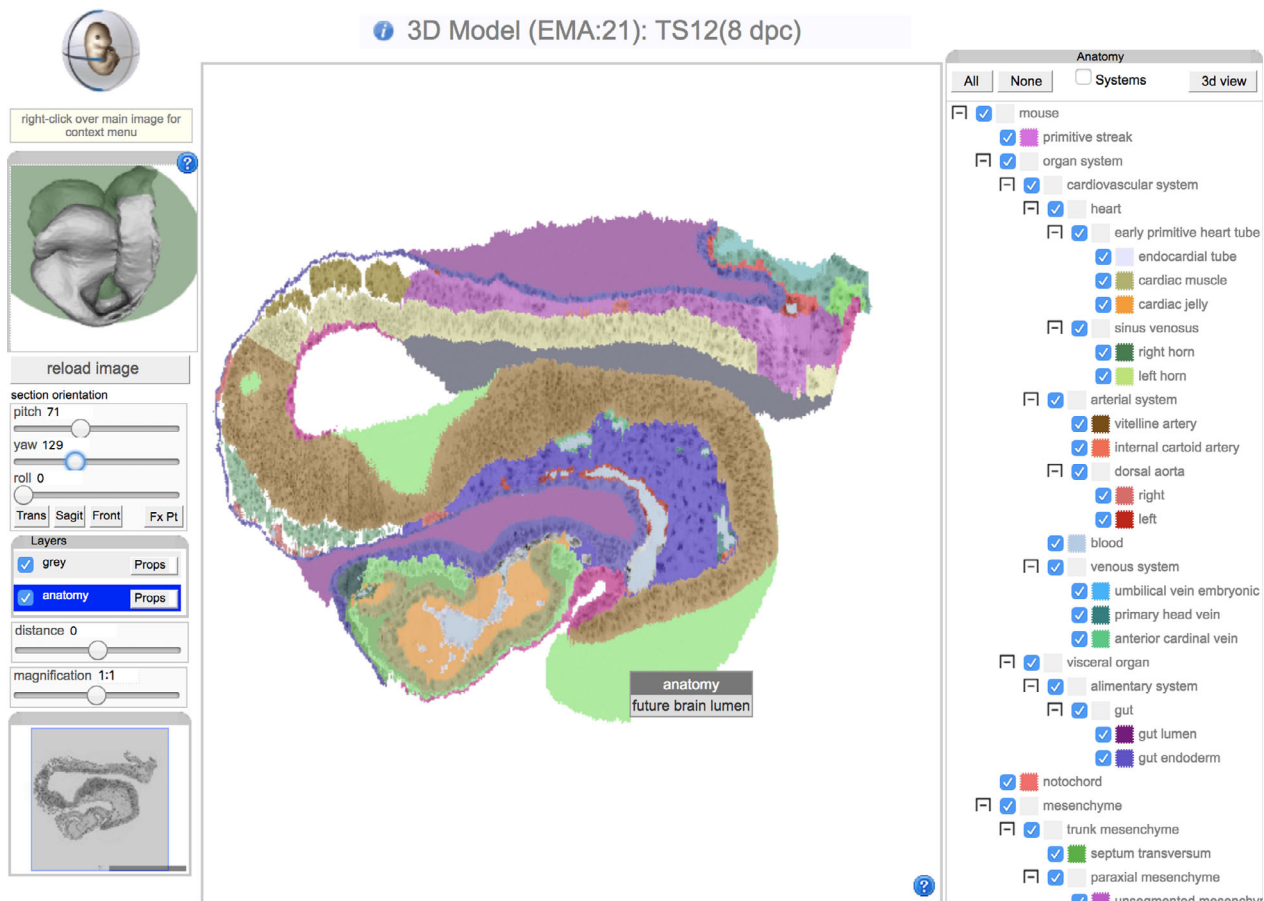 3D Model (EMA:21): TS12(8 dpc)
right-click over main image for
context menu
reload image
section orientation
pitch 71
yaw 129
roll 0
Trans Sagit Front Fx Pt
Layers
grey Props
anatomy Props
distance 0
magnification 1:1
anatomy
future brain lumen
Anatomy
All None Systems 3d view
mouse
primitive streak
organ system
cardiovascular system
heart
early primitive heart tube
endocardial tube
cardiac muscle
cardiac jelly
sinus venosus
right horn
left horn
arterial system
vitelline artery
internal cartoid artery
dorsal aorta
right
left
blood
venous system
umbilical vein embryonic
primary head vein
anterior cardinal vein
visceral organ
alimentary system
gut
gut lumen
gut endoderm
notochord
mesenchyme
trunk mesenchyme
septum transversum
paraxial mesenchyme